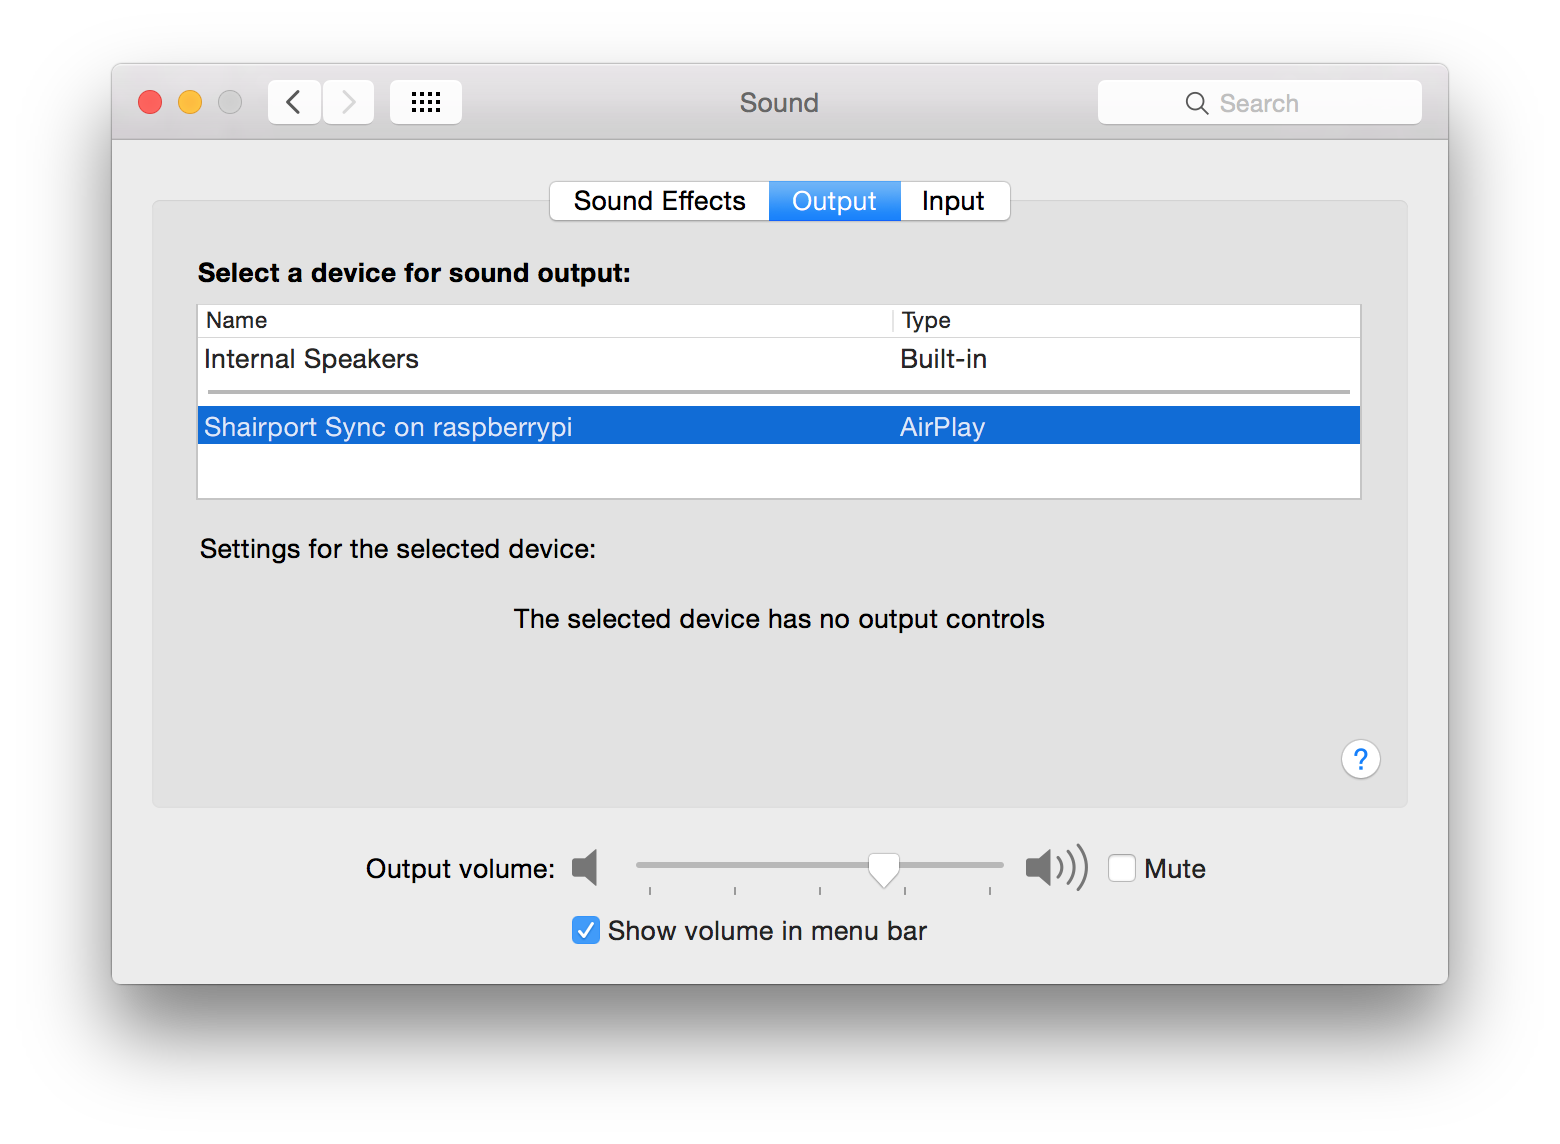 Sound
Search
Sound Effects Output Input
Select a device for sound output:
Name Type
Internal Speakers Built-in
Shairport Sync on raspberrypi AirPlay
Settings for the selected device:
The selected device has no output controls
?
Output volume: Mute
Show volume in menu bar